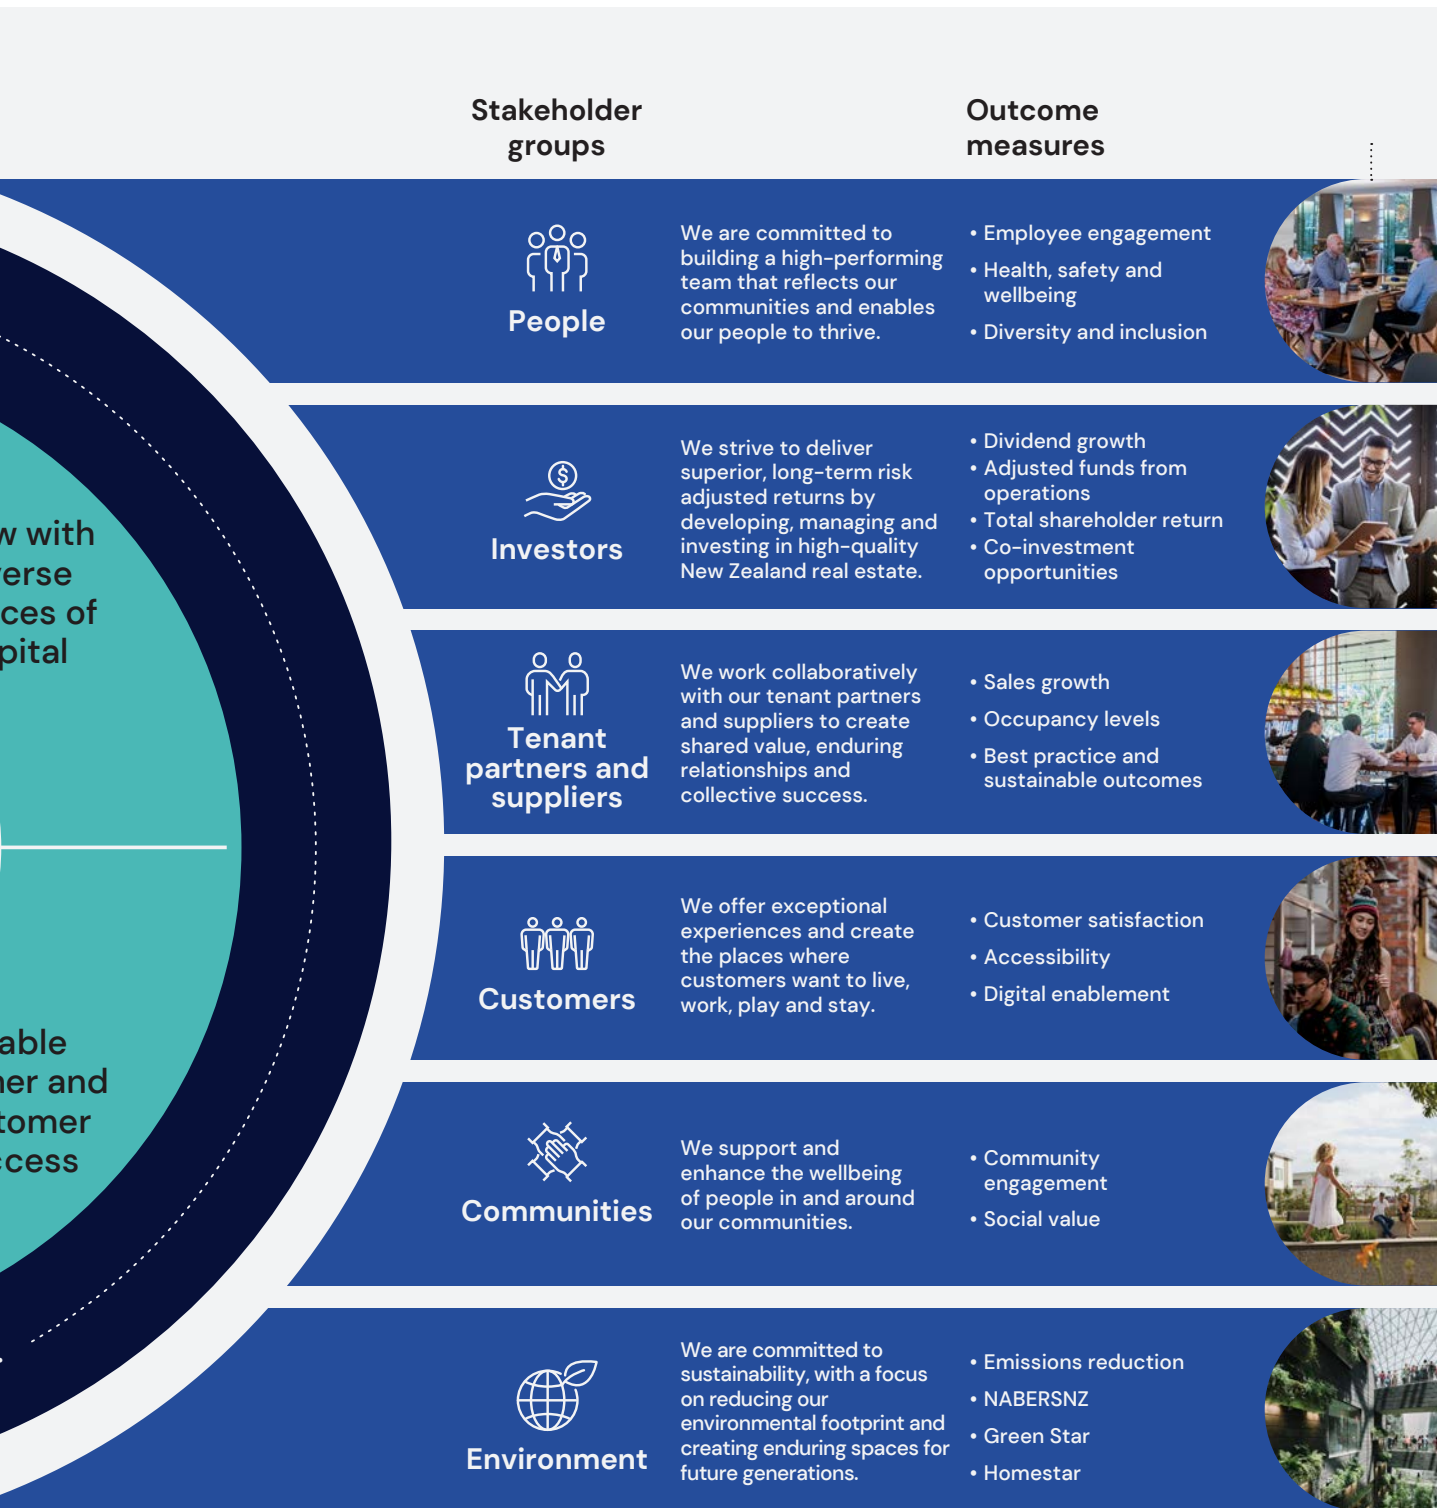 Stakeholder
groups
Outcome
measures
People
We are committed to
building a high-performing
team that reflects our
communities and enables
our people to thrive.
• Employee engagement
• Health, safety and
wellbeing
• Diversity and inclusion
Investors
We strive to deliver
superior, long-term risk
adjusted returns by
developing, managing and
investing in high-quality
New Zealand real estate.
• Dividend growth
• Adjusted funds from
operations
• Total shareholder return
• Co-investment
opportunities
with
of
Tenant
partners and
suppliers
We work collaboratively
with our tenant partners
and suppliers to create
shared value, enduring
relationships and
collective success.
• Sales growth
• Occupancy levels
• Best practice and
sustainable outcomes
Customers
We offer exceptional
experiences and create
the places where
customers want to live,
work, play and stay.
• Customer satisfaction
• Accessibility
• Digital enablement
and
Communities
We support and
enhance the wellbeing
of people in and around
our communities.
• Community
engagement
• Social value
Environment
We are committed to
sustainability, with a focus
on reducing our
environmental footprint and
creating enduring spaces for
future generations.
• Emissions reduction
• NABERSNZ
• Green Star
• Homestar